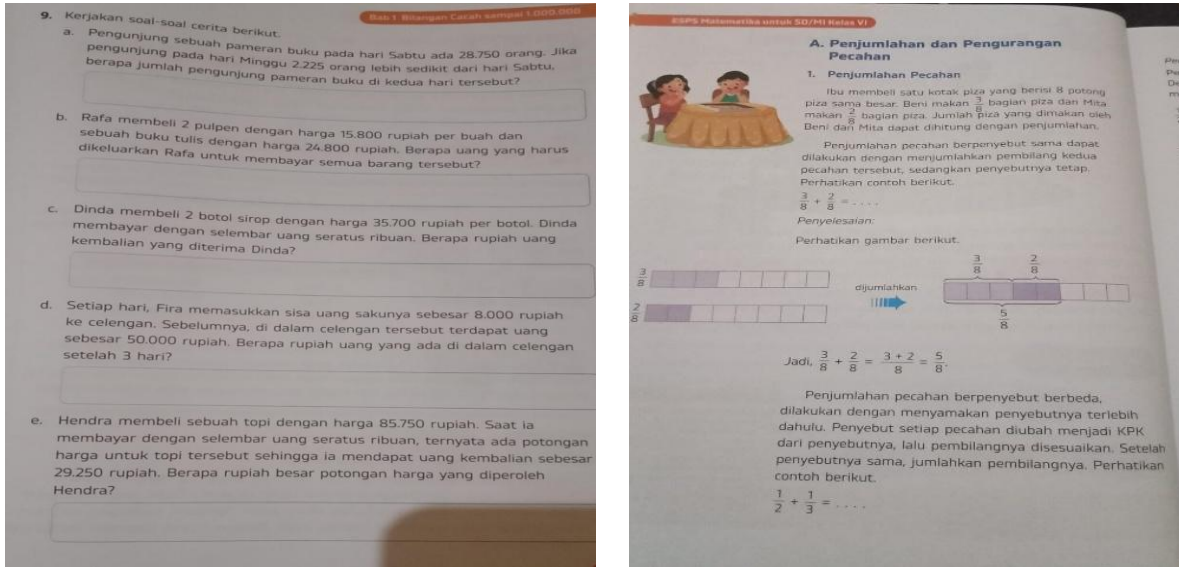 Bab 1 Bilangan Cacah sampai 1.000.000
9. Kerjakan soal-soal cerita berikut.
a. Pengunjung sebuah pameran buku pada hari Sabtu ada 28.750 orang. Jika
pengunjung pada hari Minggu 2.225 orang lebih sedikit dari hari Sabtu,
berapa jumlah pengunjung pameran buku di kedua hari tersebut?
b. Rafa membeli 2 pulpen dengan harga 15.800 rupiah per buah dan
sebuah buku tulis dengan harga 24.800 rupiah. Berapa uang yang harus
dikeluarkan Rafa untuk membayar semua barang tersebut?
c. Dinda membeli 2 botol sirop dengan harga 35.700 rupiah per botol. Dinda
membayar dengan selembar uang seratus ribuan. Berapa rupiah uang
kembalian yang diterima Dinda?
d. Setiap hari, Fira memasukkan sisa uang sakunya sebesar 8.000 rupiah
ke celengan. Sebelumnya, di dalam celengan tersebut terdapat uang
sebesar 50.000 rupiah. Berapa rupiah uang yang ada di dalam celengan
setelah 3 hari?
e. Hendra membeli sebuah topi dengan harga 85.750 rupiah. Saat ia
membayar dengan selembar uang seratus ribuan, ternyata ada potongan
harga untuk topi tersebut sehingga ia mendapat uang kembalian sebesar
29.250 rupiah. Berapa rupiah besar potongan harga yang diperoleh
Hendra?
ESPS Matematika untuk SD/MI Kelas VI
A. Penjumlahan dan Pengurangan
Pecahan
1. Penjumlahan Pecahan
Ibu membeli satu kotak piza yang berisi 8 potong
piza sama besar. Beni makan 3/8 bagian piza dan Mita
makan 2/8 bagian piza. Jumlah piza yang dimakan oleh
Beni dan Mita dapat dihitung dengan penjumlahan.
Penjumlahan pecahan berpenyebut sama dapat
dilakukan dengan menjumlahkan pembilang kedua
pecahan tersebut, sedangkan penyebutnya tetap.
Perhatikan contoh berikut.
3/8 + 2/8 = . . . .
Penyelesaian:
Perhatikan gambar berikut.
3/8
2/8
dijumlahkan
3/8 2/8
5/8
Jadi, 3/8 + 2/8 = 3 + 2/8 = 5/8.
Penjumlahan pecahan berpenyebut berbeda,
dilakukan dengan menyamakan penyebutnya terlebih
dahulu. Penyebut setiap pecahan diubah menjadi KPK
dari penyebutnya, lalu pembilangnya disesuaikan. Setelah
penyebutnya sama, jumlahkan pembilangnya. Perhatikan
contoh berikut.
1/2 + 1/3 = . . . .